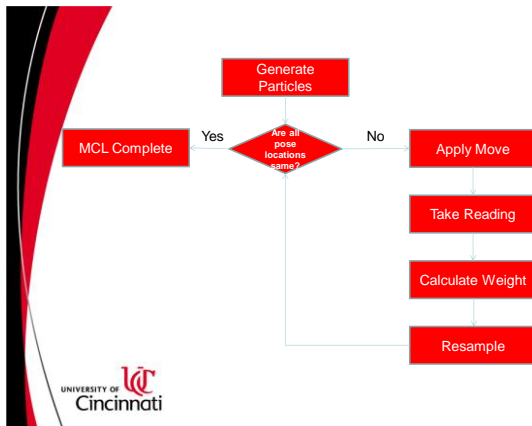 Generate
Particles
Are all
pose
locations
same?
Yes
No
MCL Complete
Apply Move
Take Reading
Calculate Weight
Resample
UNIVERSITY OF UC
Cincinnati